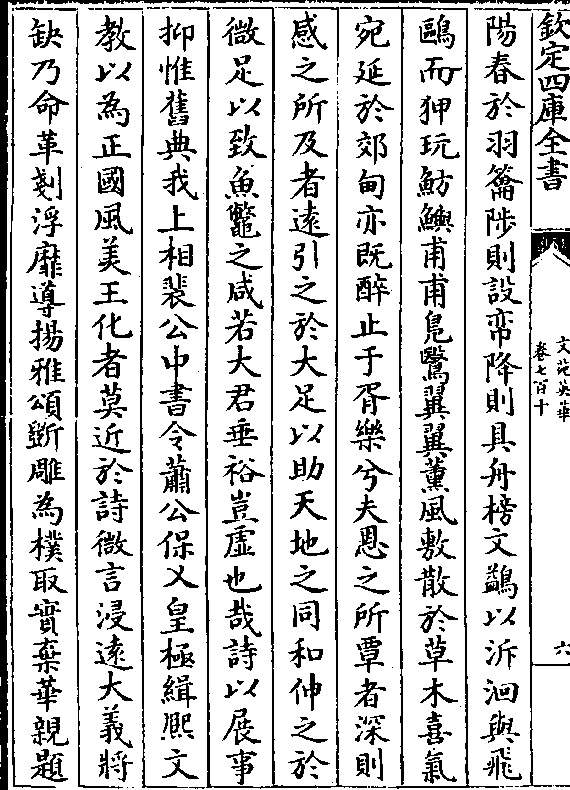 欽定四庫全書
文苑英華
卷七百十
六
陽春於羽籥陟則設帟降則具舟榜文鷁以泝洄與飛
鷗而狎玩魴鱮甫甫鳧鷖翼翼薰風敷散於草木喜氣
宛延於郊甸亦既醉止于胥樂兮夫恩之所覃者深則
感之所及者遠引之於大足以助天地之同和伸之於
微足以致魚鼈之咸若大君垂裕豈虛也哉詩以展事
抑惟舊典我上相裴公中書令蕭公保乂皇極緝熙文
教以為正國風美王化者莫近於詩微言浸遠大義將
缺乃命革剗浮靡導揚雅頌斵雕為樸取實棄華親題